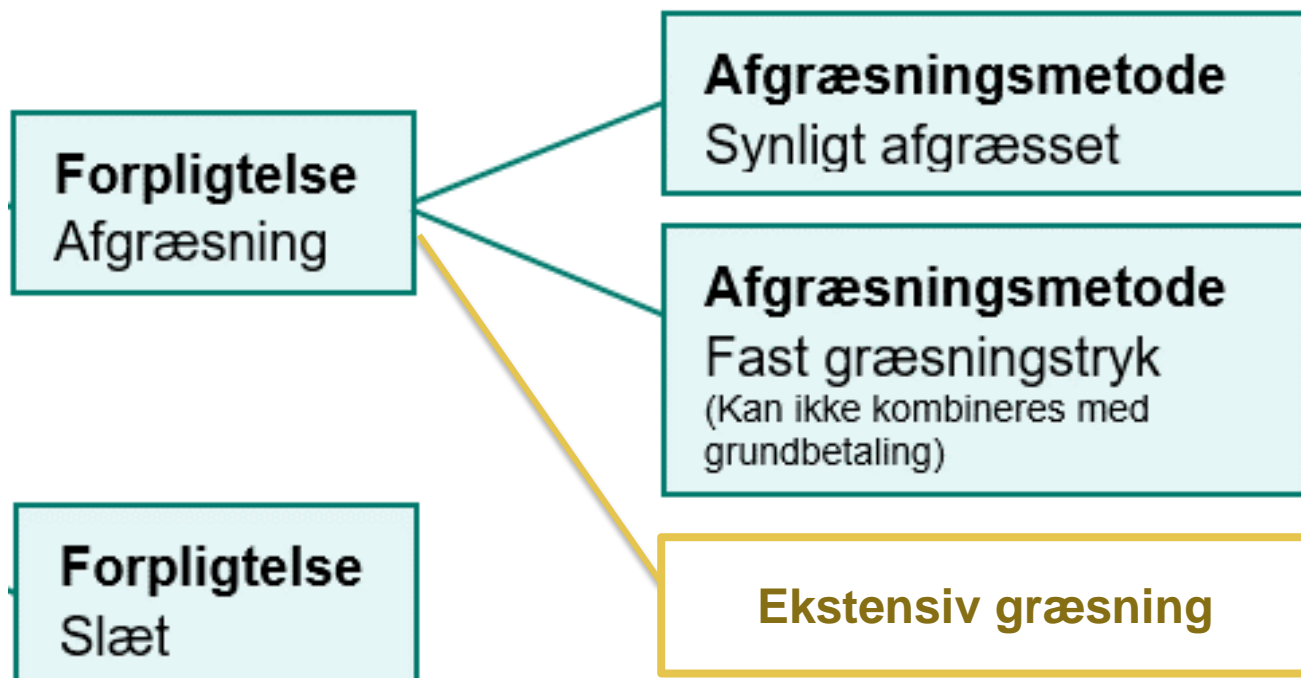 Forpligtelse
Afgræsning
Afgræsningsmetode
Synligt afgræsset
Afgræsningsmetode
Fast græsningstryk
(Kan ikke kombineres med
grundbetaling)
Ekstensiv græsning
Forpligtelse
Slæt